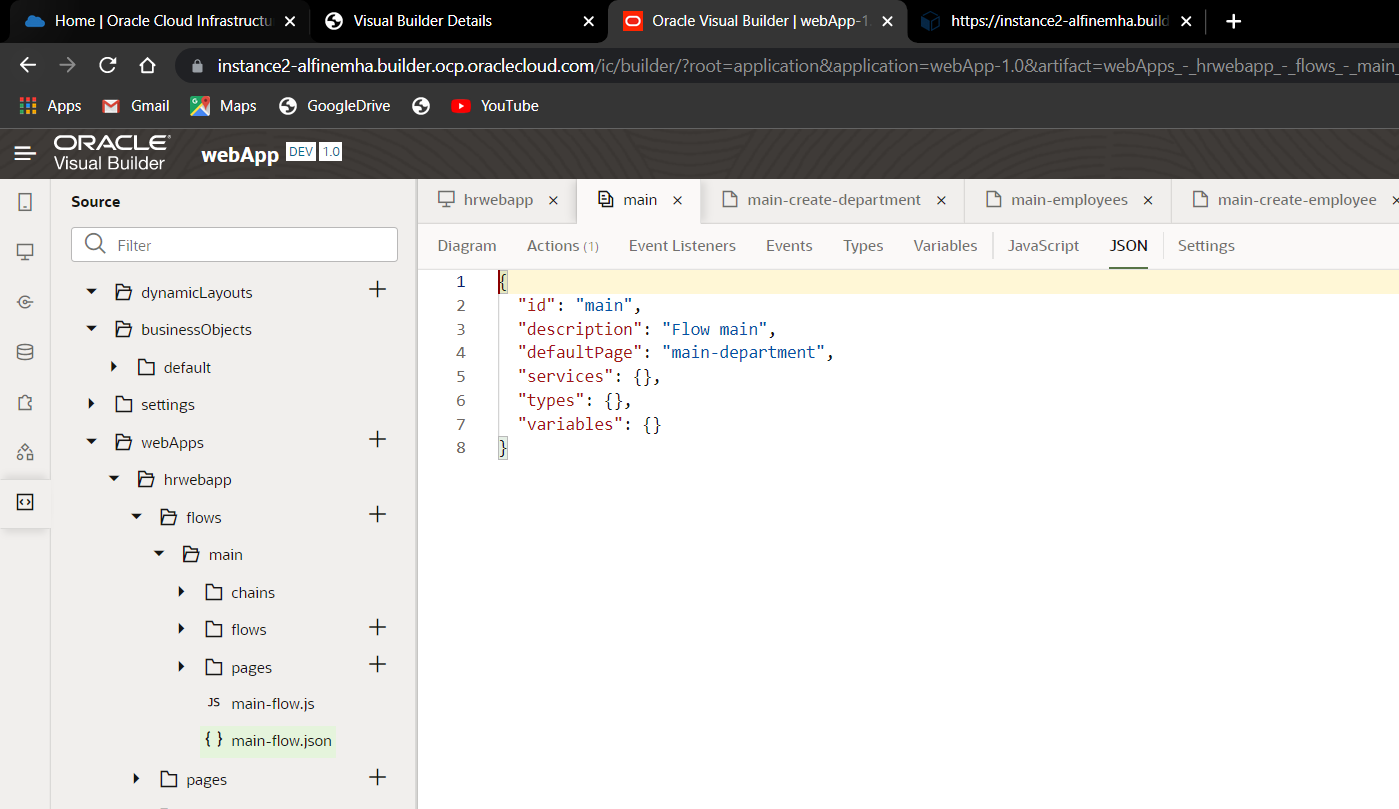 Home | Oracle Cloud Infrastructu
Visual Builder Details
Oracle Visual Builder | webApp-1.
https://instance2-alfinemha.build
instance2-alfinemha.builder.ocp.oraclecloud.com/ic/builder/?root=application&application=webApp-1.0&artifact=webApps_-_hrwebapp_-_flows_-_main_
Apps
Gmail
Maps
GoogleDrive
YouTube
ORACLE
Visual Builder
webApp
DEV
1.0
Source
Filter
dynamicLayouts
businessObjects
default
settings
webApps
hrwebapp
flows
main
chains
flows
pages
JS main-flow.js
{ } main-flow.json
pages
hrwebapp
main
main-create-department
main-employees
main-create-employee
Diagram
Actions (1)
Event Listeners
Events
Types
Variables
JavaScript
JSON
Settings
1 {
2 "id": "main",
3 "description": "Flow main",
4 "defaultPage": "main-department",
5 "services": {},
6 "types": {},
7 "variables": {}
8 }